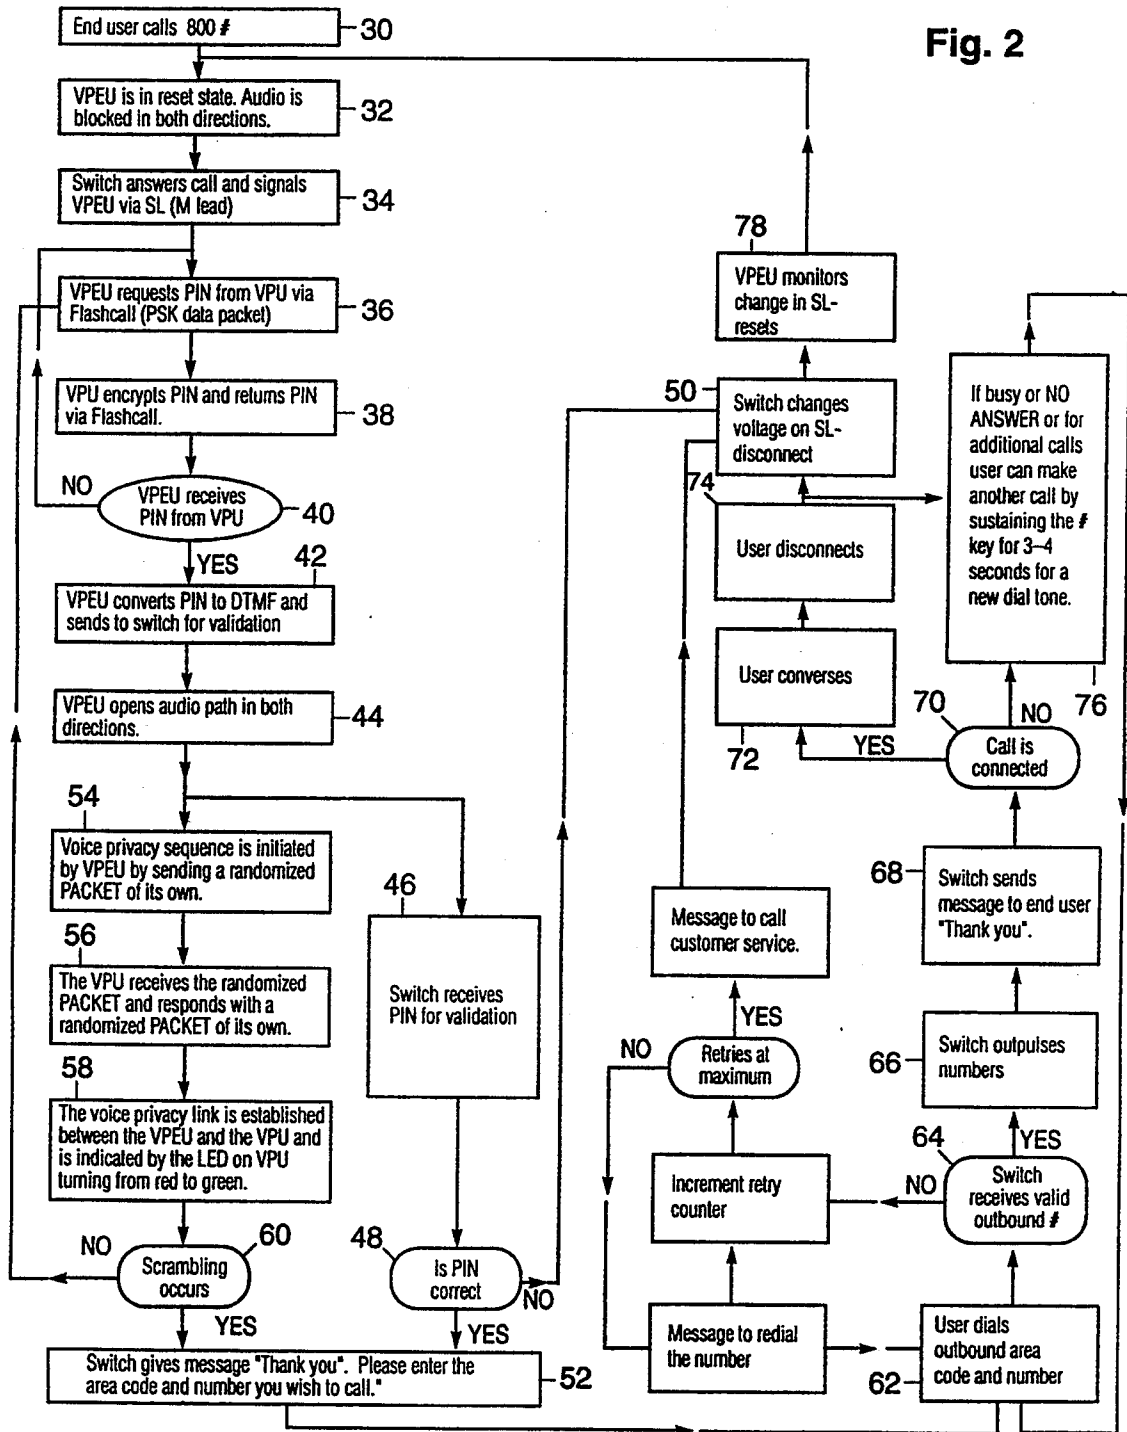 Fig. 2
End user calls 800 #
30
VPEU is in reset state. Audio is
blocked in both directions.
32
Switch answers call and signals
VPEU via SL (M lead)
34
VPEU requests PIN from VPU via
Flashcall (PSK data packet)
36
VPU encrypts PIN and returns PIN
via Flashcall.
38
NO
VPEU receives
PIN from VPU
40
YES
42
VPEU converts PIN to DTMF and
sends to switch for validation
VPEU opens audio path in both
directions.
44
54
Voice privacy sequence is initiated
by VPEU by sending a randomized
PACKET of its own.
56
The VPU receives the randomized
PACKET and responds with a
randomized PACKET of its own.
58
The voice privacy link is established
between the VPEU and the VPU and
is indicated by the LED on VPU
turning from red to green.
NO
60
Scrambling
occurs
YES
46
Switch receives
PIN for validation
48
Is PIN
correct
NO
YES
Switch gives message "Thank you". Please enter the
area code and number you wish to call."
52
78
VPEU monitors
change in SL-
resets
50
Switch changes
voltage on SL-
disconnect
74
User disconnects
User converses
72
YES
If busy or NO
ANSWER or for
additional calls
user can make
another call by
sustaining the #
key for 3–4
seconds for a
new dial tone.
76
70
NO
Call is
connected
68
Switch sends
message to end user
"Thank you".
66
Switch outpulses
numbers
64
YES
Switch
receives valid
outbound #
NO
Message to call
customer service.
YES
NO
Retries at
maximum
Increment retry
counter
Message to redial
the number
User dials
outbound area
code and number
62